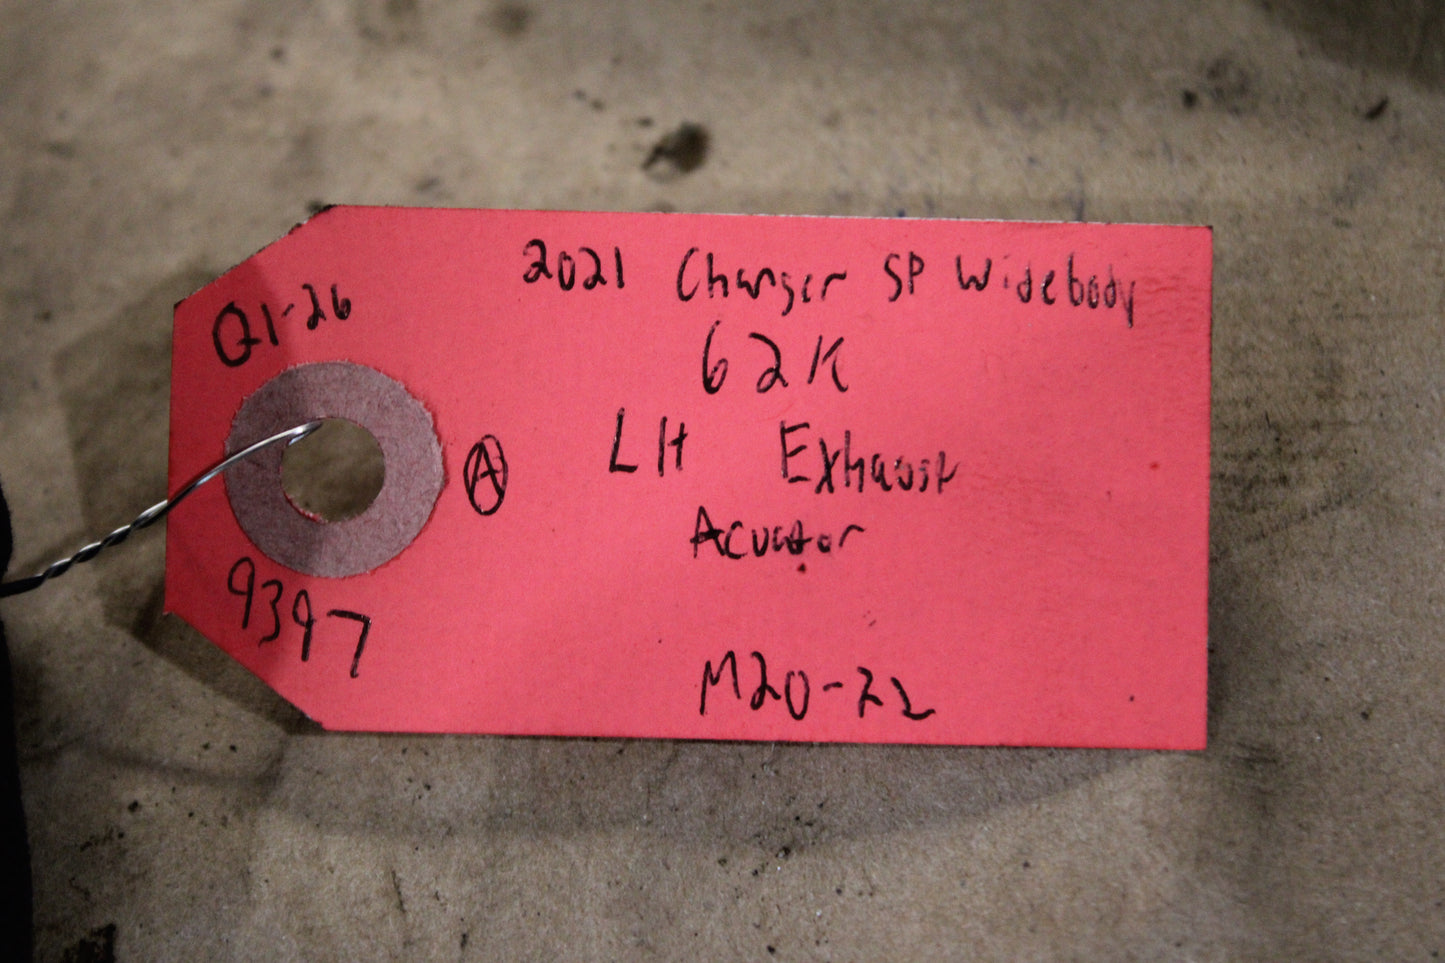 2021 Charger SP Widebody
Q1-26
62K
LH Exhaust
A
Acuator
9397
M20-22